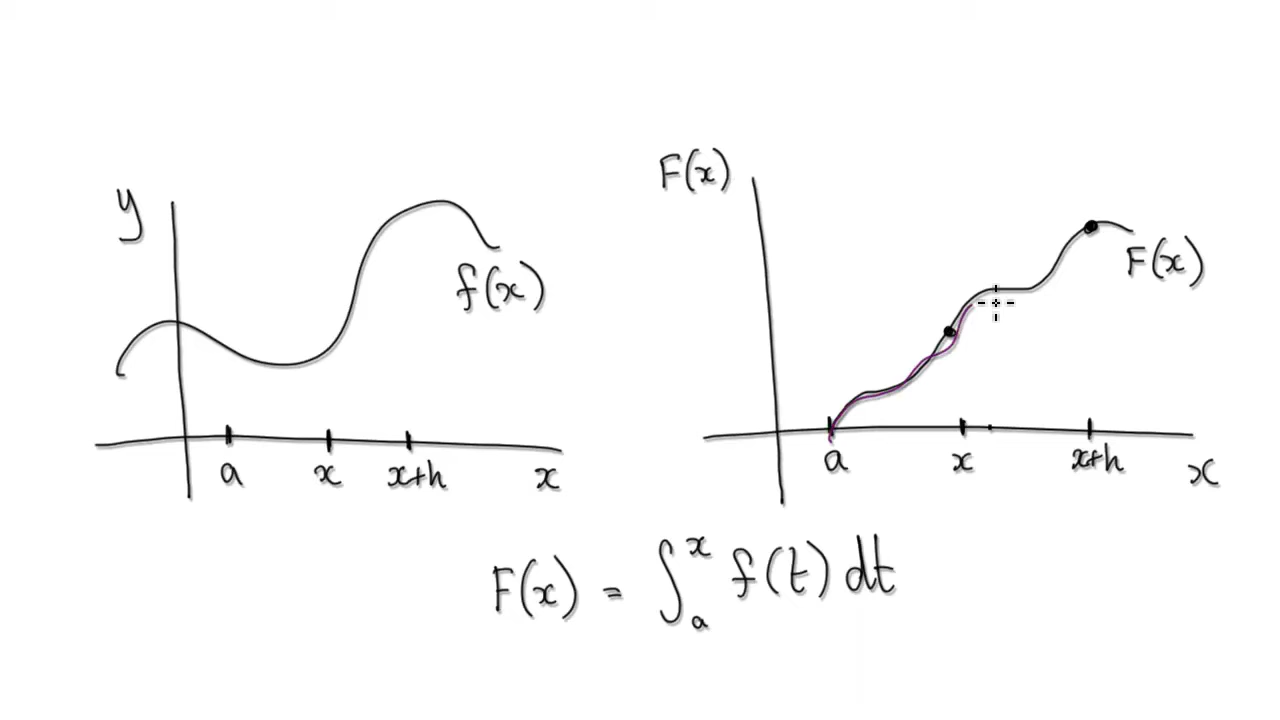 y
f(x)
a x x+h x
F(x)
F(x)
a x x+h x
F(x) = ∫ₐˣ f(t) dt